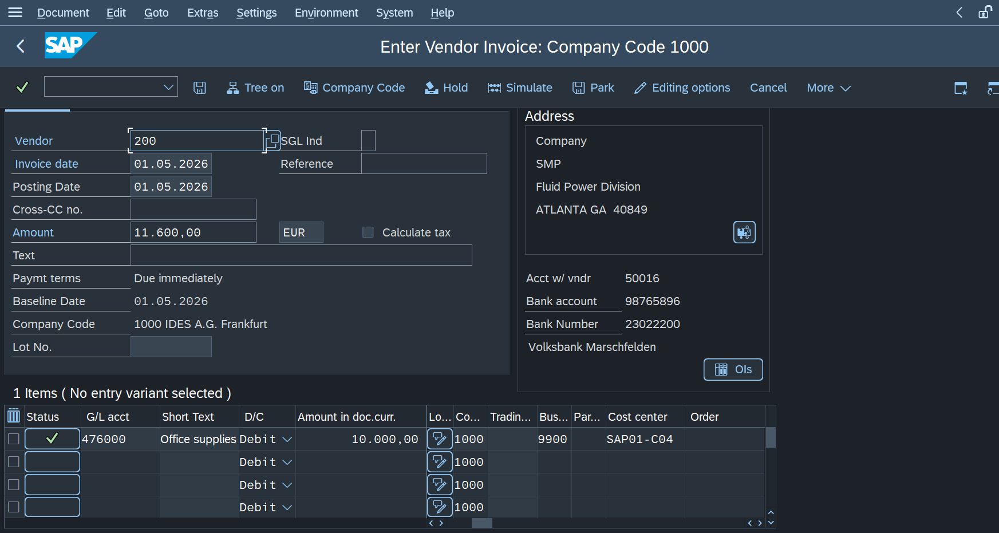 Document Edit Goto Extras Settings Environment System Help
SAP Enter Vendor Invoice: Company Code 1000
Tree on Company Code Hold Simulate Park Editing options Cancel More
Vendor 200 SGL Ind
Invoice date 01.05.2026 Reference
Posting Date 01.05.2026
Cross-CC no.
Amount 11.600,00 EUR Calculate tax
Text
Paymt terms Due immediately
Baseline Date 01.05.2026
Company Code 1000 IDES A.G. Frankfurt
Lot No.
Address
Company
SMP
Fluid Power Division
ATLANTA GA 40849
Acct w/ vndr 50016
Bank account 98765896
Bank Number 23022200
Volksbank Marschfelden
OIs
1 Items ( No entry variant selected )
Status G/L acct Short Text D/C Amount in doc.curr. Lo... Co... Tradin... Bus... Par... Cost center Order
476000 Office supplies Debit 10.000,00 1000 9900 SAP01-C04
Debit 1000
Debit 1000
Debit 1000